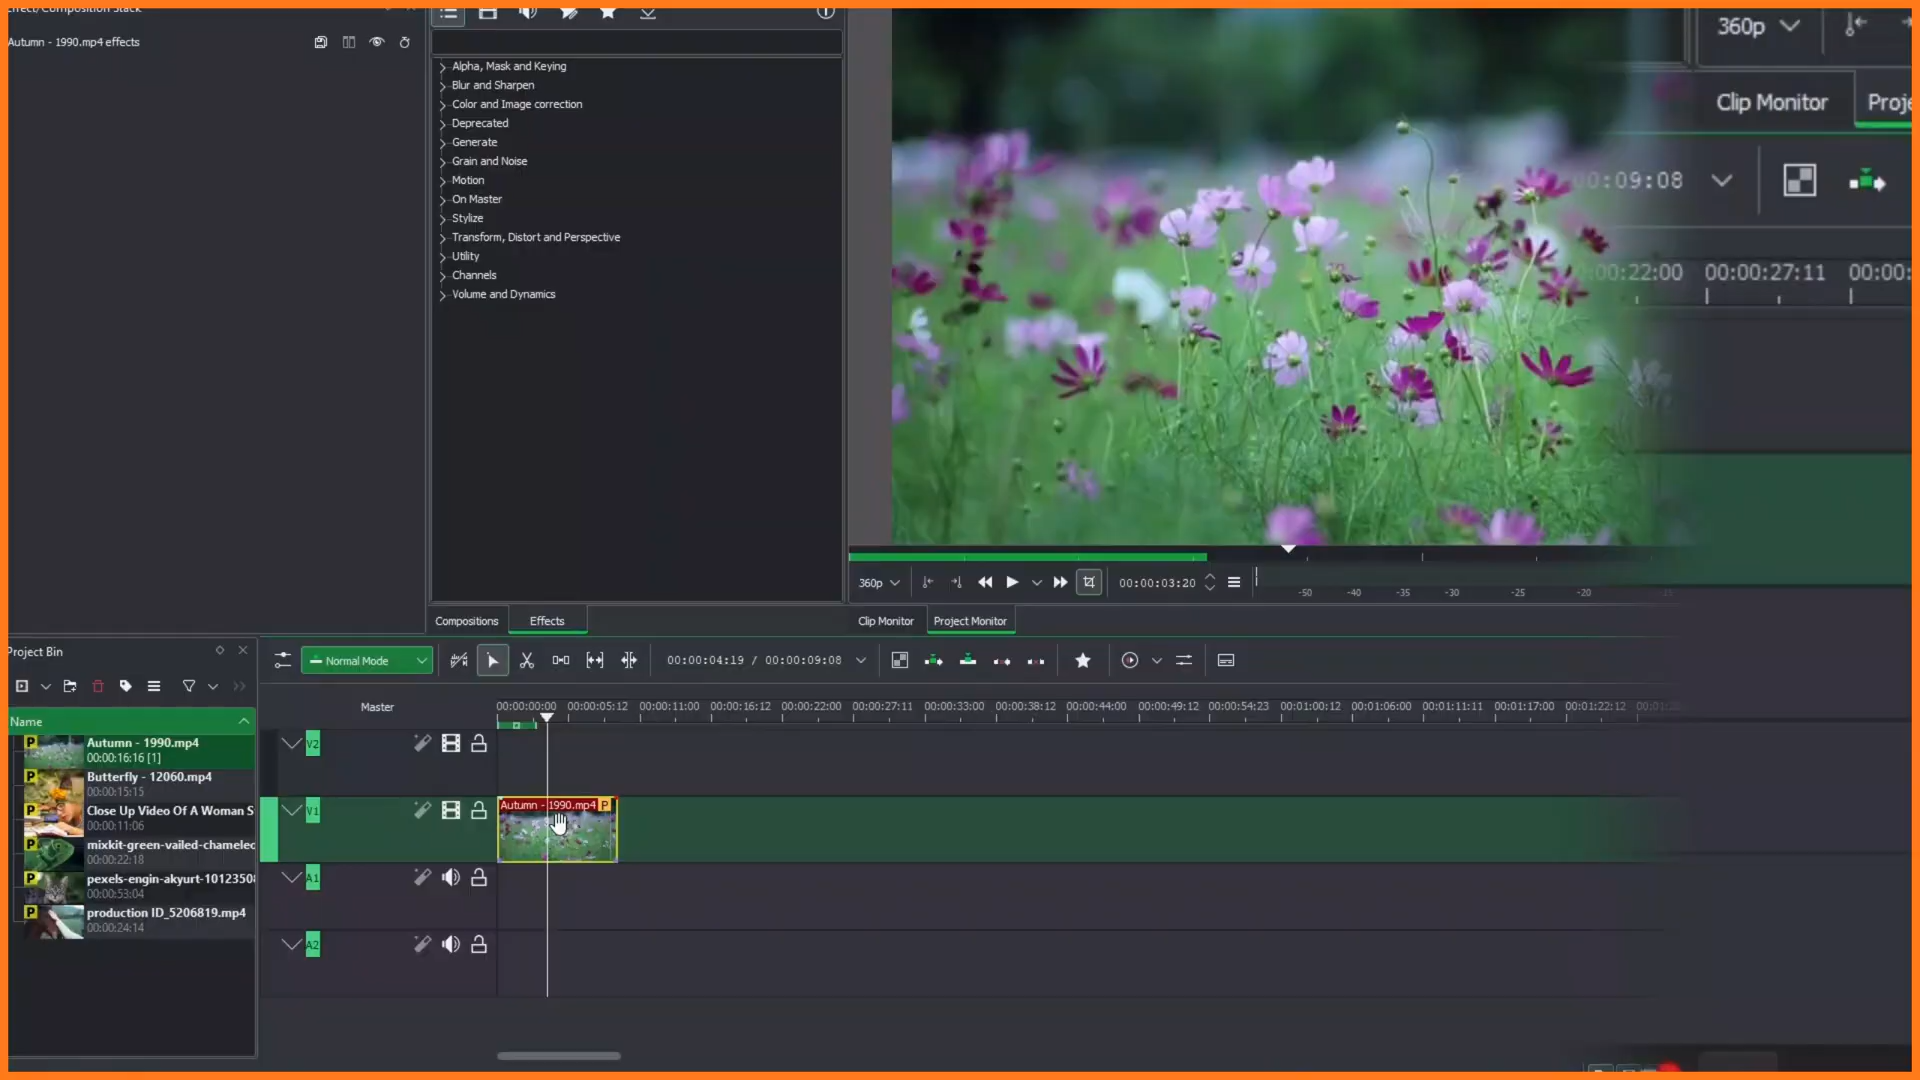 Effect/Composition Stack
Autumn - 1990.mp4 effects
Alpha, Mask and Keying
Blur and Sharpen
Color and Image correction
Deprecated
Generate
Grain and Noise
Motion
On Master
Stylize
Transform, Distort and Perspective
Utility
Channels
Volume and Dynamics
Compositions
Effects
360p
Clip Monitor
Proje
00:09:08
00:22:00
00:00:27:11
00:00:
360p
00:00:03:20
-50
-40
-35
-30
-25
-20
Clip Monitor
Project Monitor
Project Bin
Normal Mode
00:00:04:19 / 00:00:09:08
Master
00:00:00:00
00:00:05:12
00:00:11:00
00:00:16:12
00:00:22:00
00:00:27:11
00:00:33:00
00:00:38:12
00:00:44:00
00:00:49:12
00:00:54:23
00:01:00:12
00:01:06:00
00:01:11:11
00:01:17:00
00:01:22:12
Name
P
Autumn - 1990.mp4
00:00:16:16 [1]
P
Butterfly - 12060.mp4
00:00:15:15
P
Close Up Video Of A Woman S
00:00:11:06
P
mixkit-green-vailed-chameleo
00:00:22:18
P
pexels-engin-akyurt-1012350
00:00:53:04
P
production ID_5206819.mp4
00:00:24:14
V2
V1
Autumn - 1990.mp4
P
A1
A2